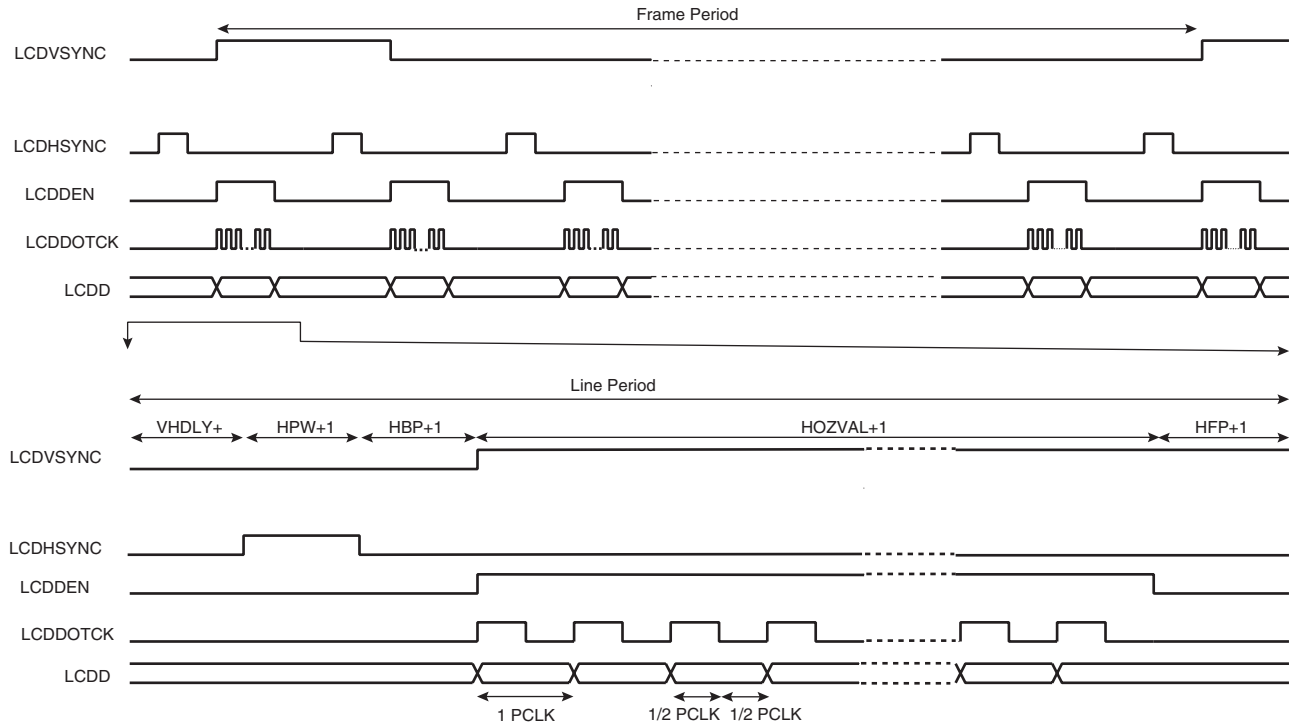 Frame Period
LCDVSYNC
LCDHSYNC
LCDDEN
LCDDOTCK
LCDD
Line Period
VHDLY+ HPW+1 HBP+1 HOZVAL+1 HFP+1
LCDVSYNC
LCDHSYNC
LCDDEN
LCDDOTCK
LCDD
1 PCLK 1/2 PCLK 1/2 PCLK